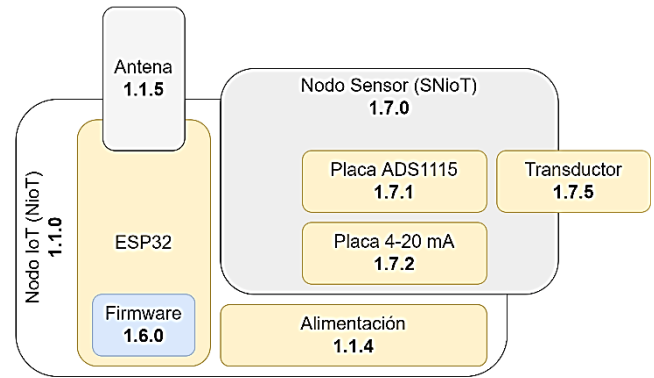 Antena
1.1.5
Nodo Sensor (SNioT)
1.7.0
Nodo IoT (NioT)
1.1.0
Placa ADS1115
1.7.1
Transductor
1.7.5
ESP32
Placa 4-20 mA
1.7.2
Firmware
1.6.0
Alimentación
1.1.4